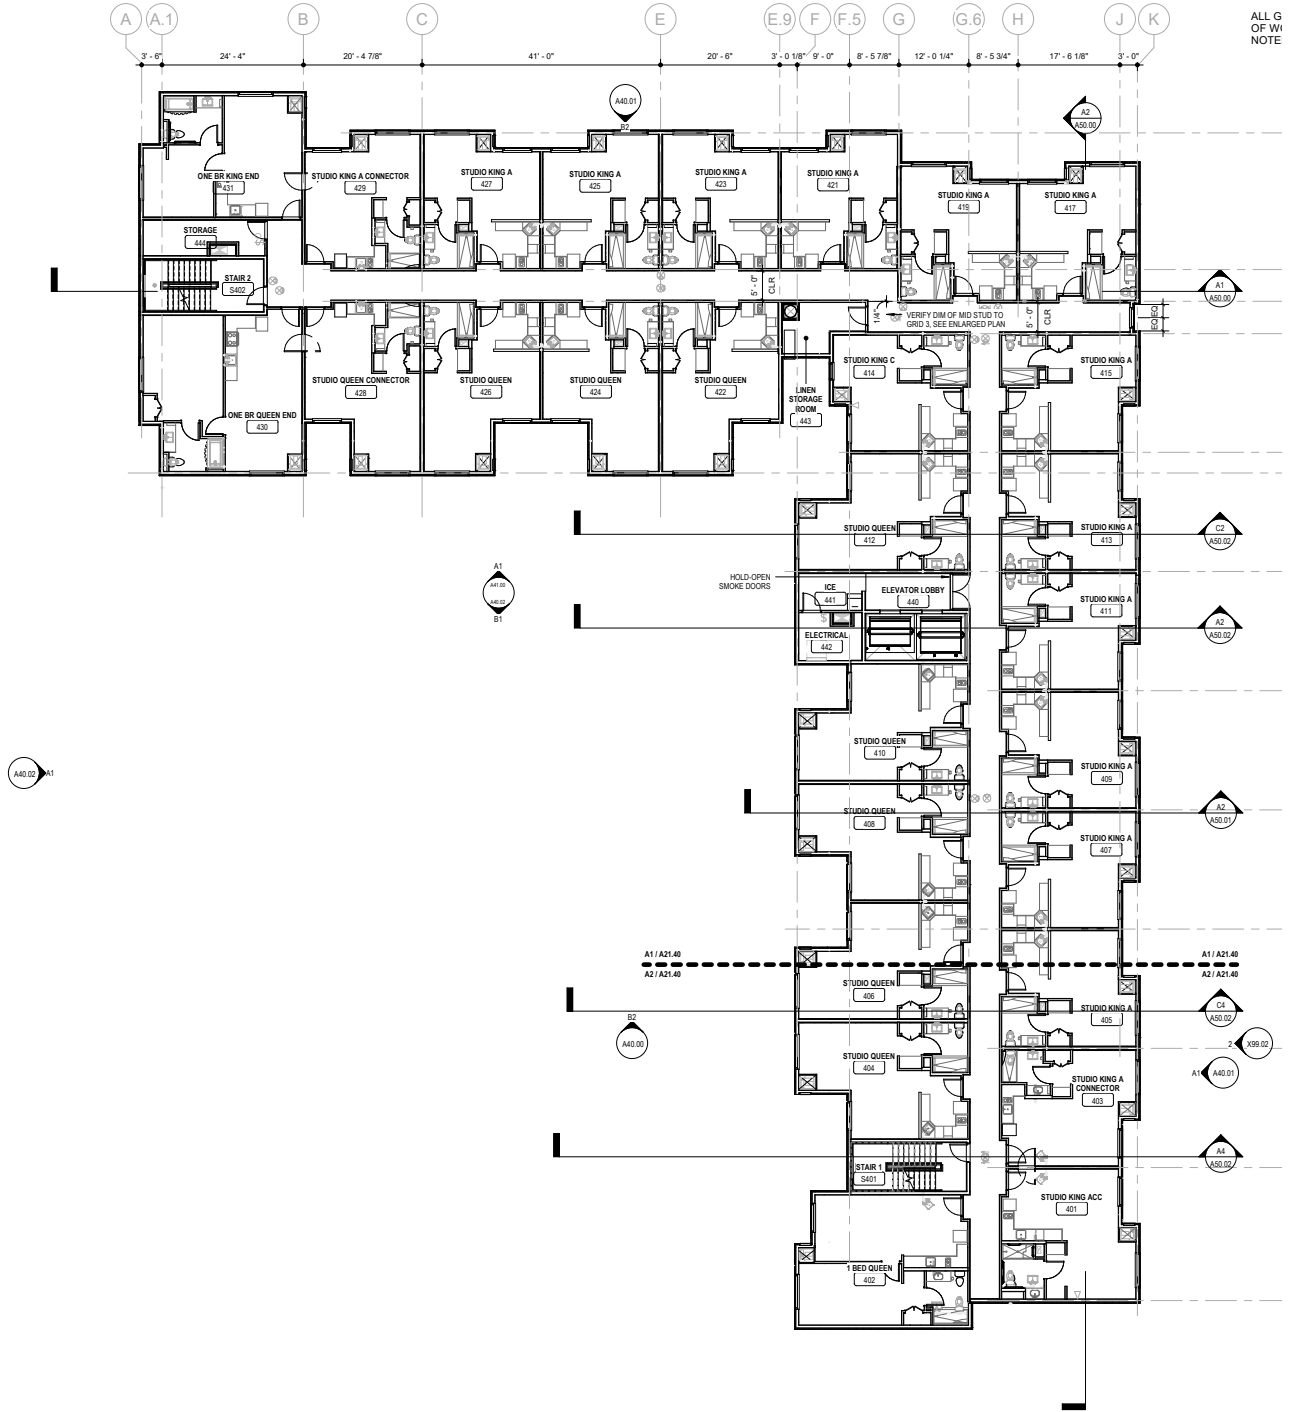 A A.1 B C E E.9 F F.5 G G.6 H J K
ALL G
OF W
NOTE
3' - 6" 24' - 4" 20' - 4 7/8" 41' - 0" 20' - 6" 3' - 0 1/8" 9' - 0" 8' - 5 7/8" 12' - 0 1/4" 8' - 5 3/4" 17' - 6 1/8" 3' - 0"
A40.01
B2
A2
A50.00
ONE BR KING END
431
STUDIO KING A CONNECTOR
429
STUDIO KING A
427
STUDIO KING A
425
STUDIO KING A
423
STUDIO KING A
421
STUDIO KING A
419
STUDIO KING A
417
STORAGE
444
STAIR 2
S402
5' - 0"
CLR
5' - 0"
CLR
A1
A50.00
EQ EQ
1/4"
VERIFY DIM OF MID STUD TO
GRID 3, SEE ENLARGED PLAN
ONE BR QUEEN END
430
STUDIO QUEEN CONNECTOR
428
STUDIO QUEEN
426
STUDIO QUEEN
424
STUDIO QUEEN
422
LINEN
STORAGE
ROOM
443
STUDIO KING C
414
STUDIO KING A
415
STUDIO QUEEN
412
STUDIO KING A
413
C2
A50.02
HOLD-OPEN
SMOKE DOORS
ICE
441
ELEVATOR LOBBY
440
STUDIO KING A
411
A1
A41.00
A40.02
B1
ELECTRICAL
442
A2
A50.02
STUDIO QUEEN
410
STUDIO KING A
409
A40.02
A1
STUDIO QUEEN
408
STUDIO KING A
407
A2
A50.01
A1 / A21.40
A2 / A21.40
A1 / A21.40
A2 / A21.40
STUDIO QUEEN
406
STUDIO KING A
405
C4
A50.02
B2
A40.00
STUDIO QUEEN
404
STUDIO KING A
CONNECTOR
403
2
X99.02
A1
A40.01
STAIR 1
S401
A4
A50.02
STUDIO KING ACC
401
1 BED QUEEN
402